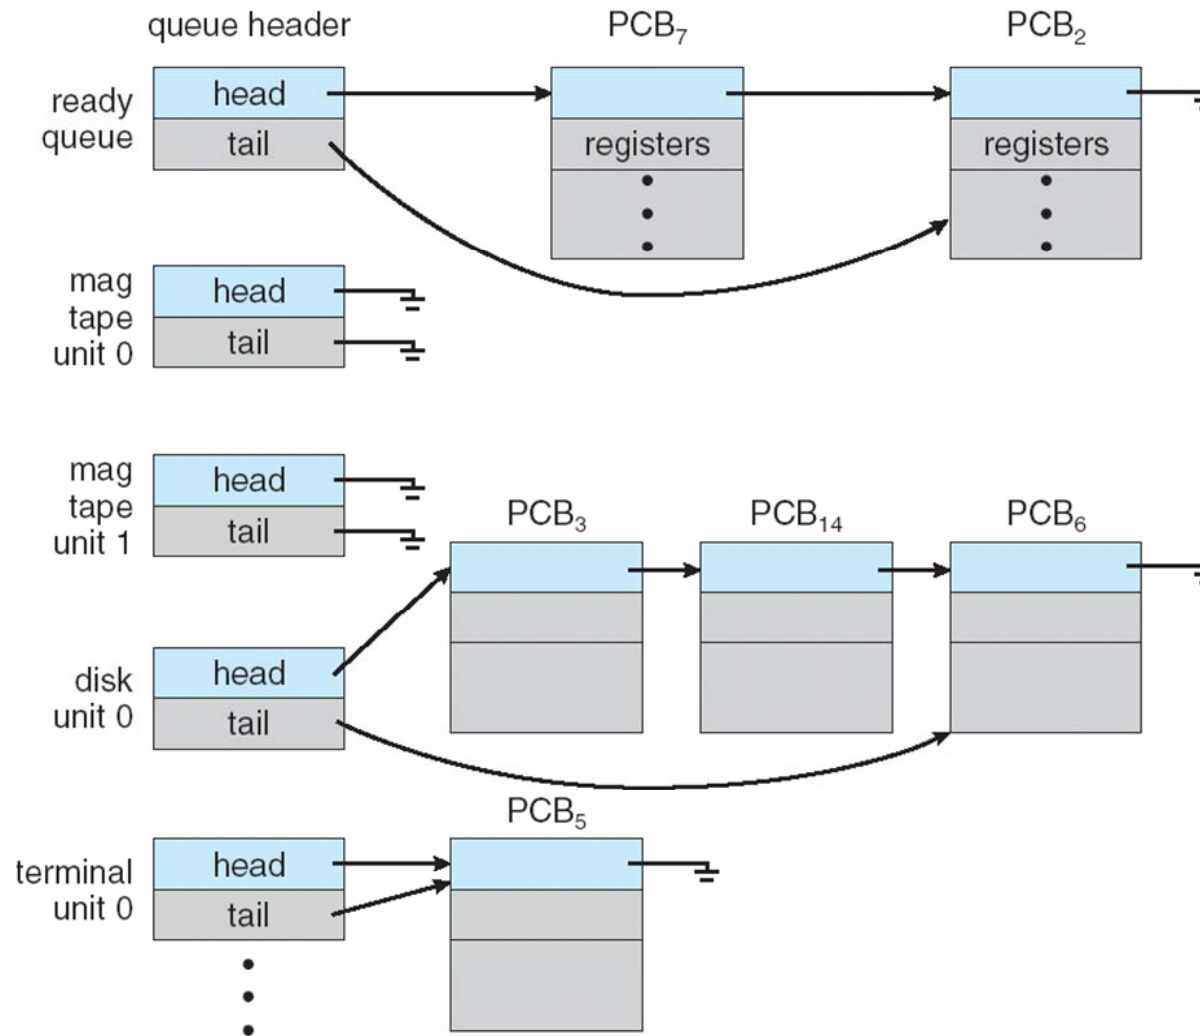 queue header
PCB₇
PCB₂
ready
queue
head
tail
registers
registers
mag
tape
unit 0
head
tail
mag
tape
unit 1
head
tail
PCB₃
PCB₁₄
PCB₆
disk
unit 0
head
tail
PCB₅
terminal
unit 0
head
tail